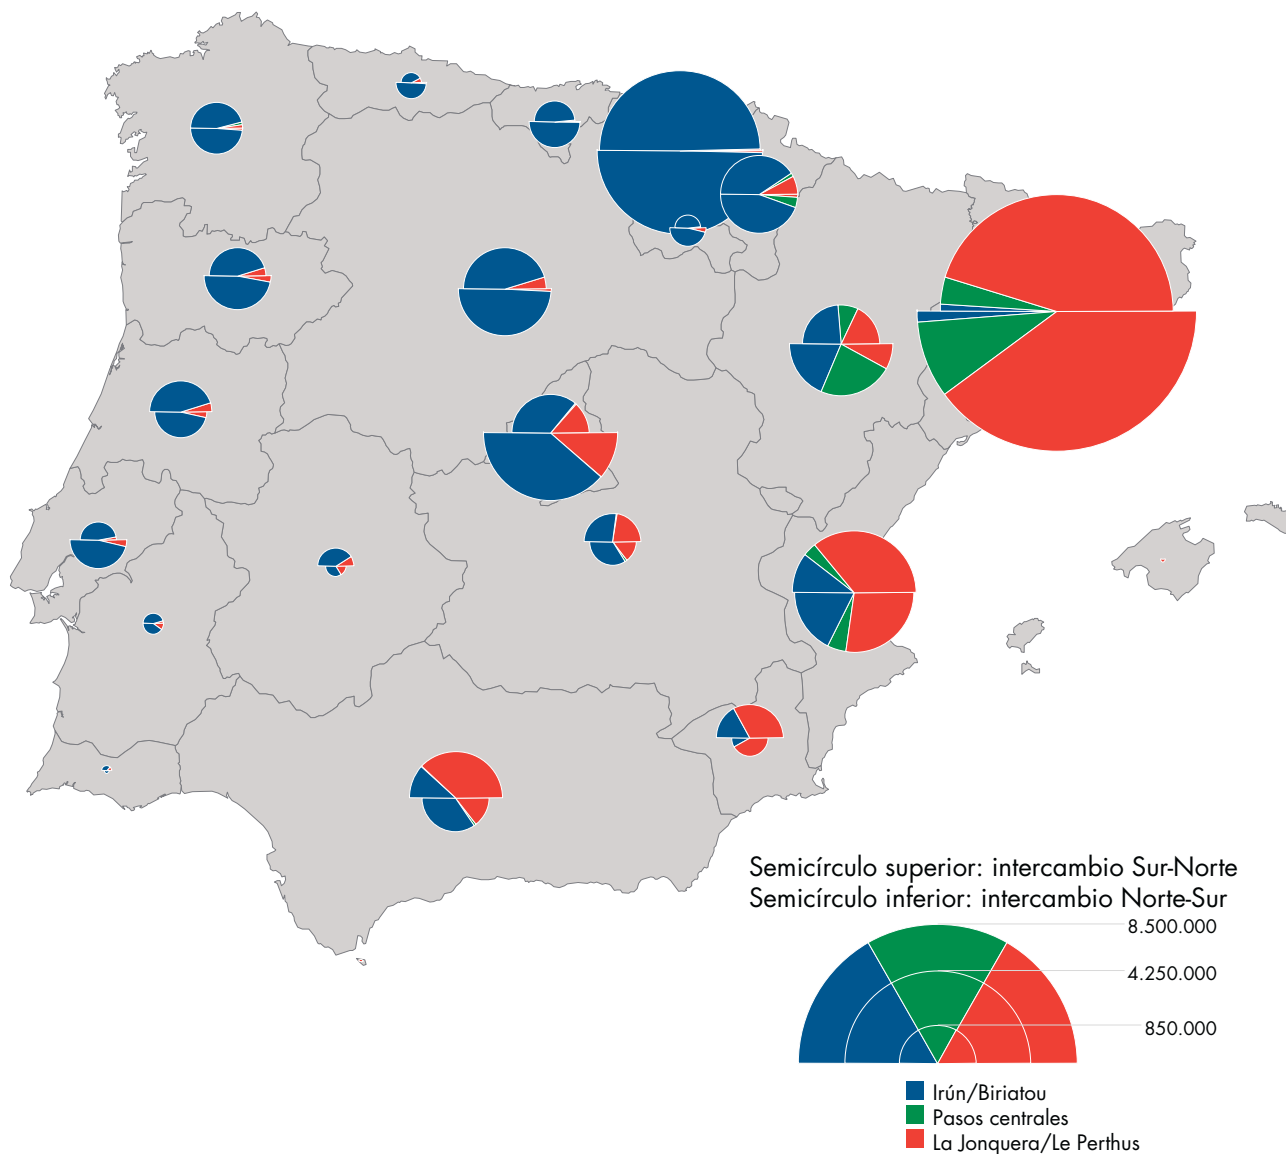 Semicírculo superior: intercambio Sur-Norte
Semicírculo inferior: intercambio Norte-Sur
8.500.000
4.250.000
850.000
Irún/Biriatou
Pasos centrales
La Jonquera/Le Perthus